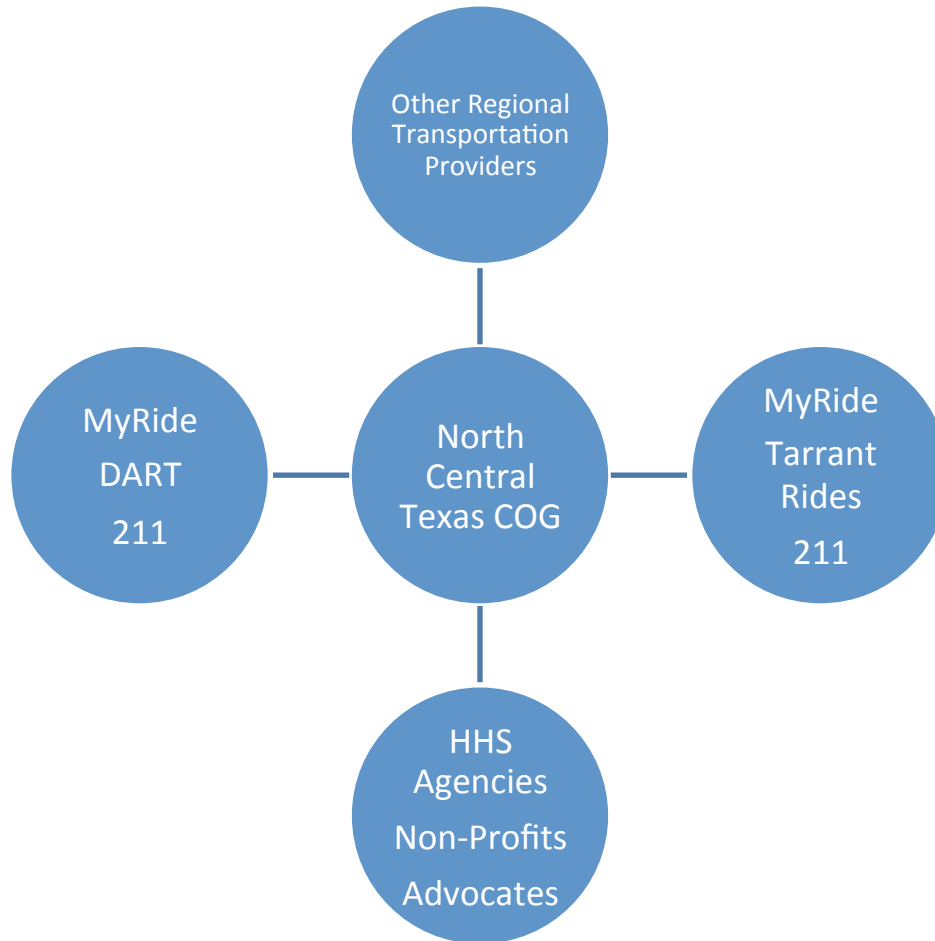 Other Regional
Transportation
Providers
MyRide
DART
211
North
Central
Texas COG
MyRide
Tarrant
Rides
211
HHS
Agencies
Non-Profits
Advocates